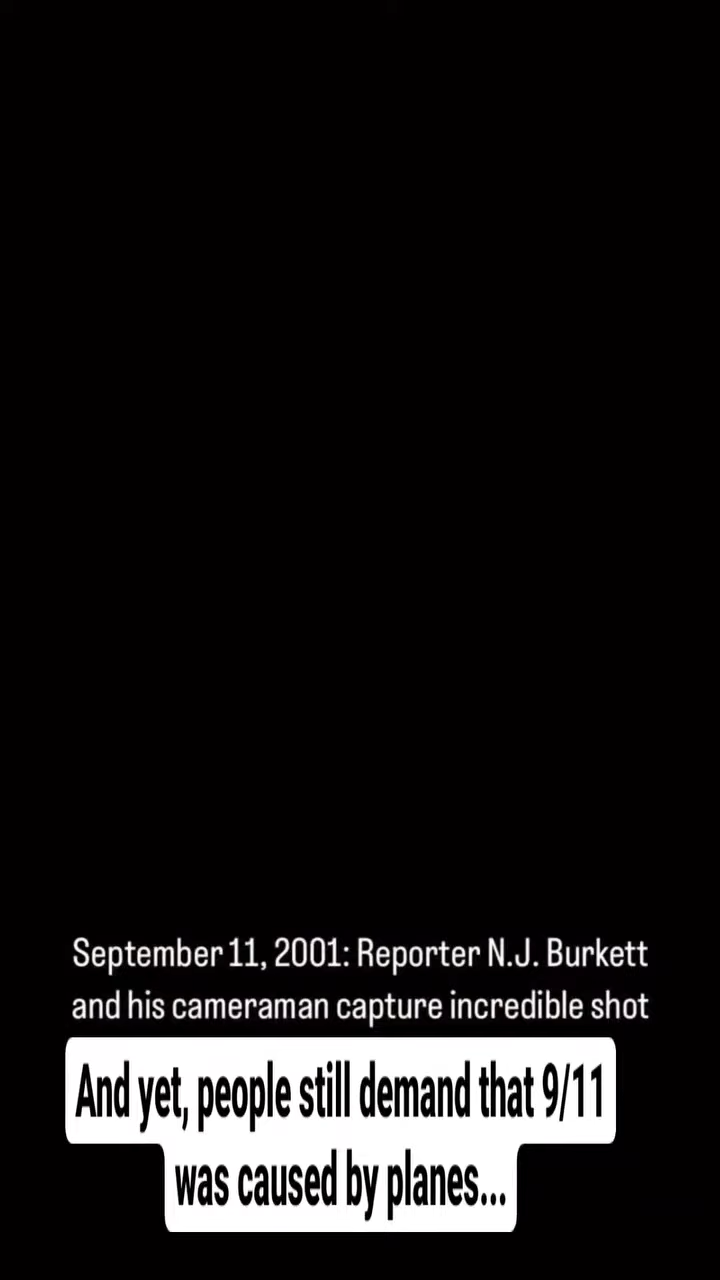 September 11, 2001: Reporter N.J. Burkett
and his cameraman capture incredible shot
And yet, people still demand that 9/11
was caused by planes...